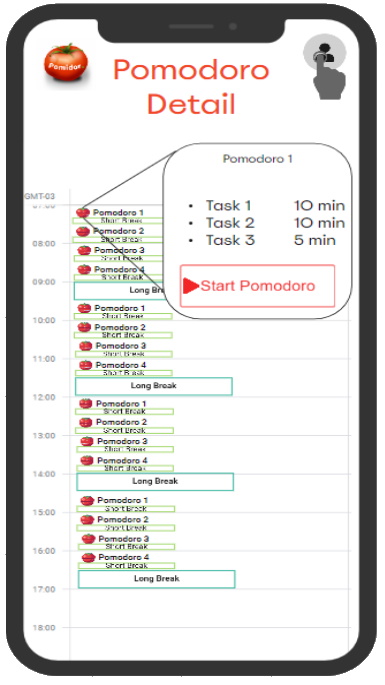 Pomidor
Pomodoro
Detail
Pomodoro 1
• Task 1 10 min
• Task 2 10 min
• Task 3 5 min
Start Pomodoro
GMT-03
07:00
Pomodoro 1
Short Break
Pomodoro 2
Short Break
08:00
Pomodoro 3
Short Break
Pomodoro 4
Short Break
09:00
Long Bre
Pomodoro 1
Short Break
10:00
Pomodoro 2
Short Break
Pomodoro 3
Short Break
11:00
Pomodoro 4
Short Break
Long Break
12:00
Pomodoro 1
Short Break
Pomodoro 2
Short Break
13:00
Pomodoro 3
Short Break
Pomodoro 4
Short Break
14:00
Long Break
Pomodoro 1
Short Break
15:00
Pomodoro 2
Short Break
Pomodoro 3
Short Break
16:00
Pomodoro 4
Short Break
Long Break
17:00
18:00